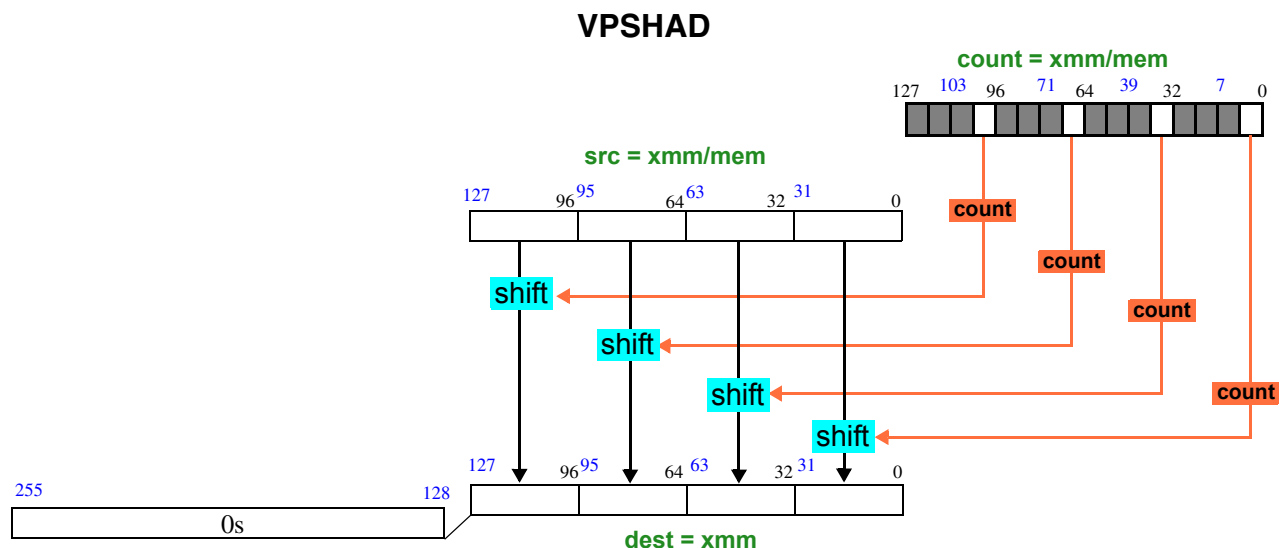 VPSHAD
count = xmm/mem
127 103 96 71 64 39 32 7 0
src = xmm/mem
127 96 95 64 63 32 31 0
count
count
shift
count
shift
shift
count
shift
127 96 95 64 63 32 31 0
255 128
0s
dest = xmm